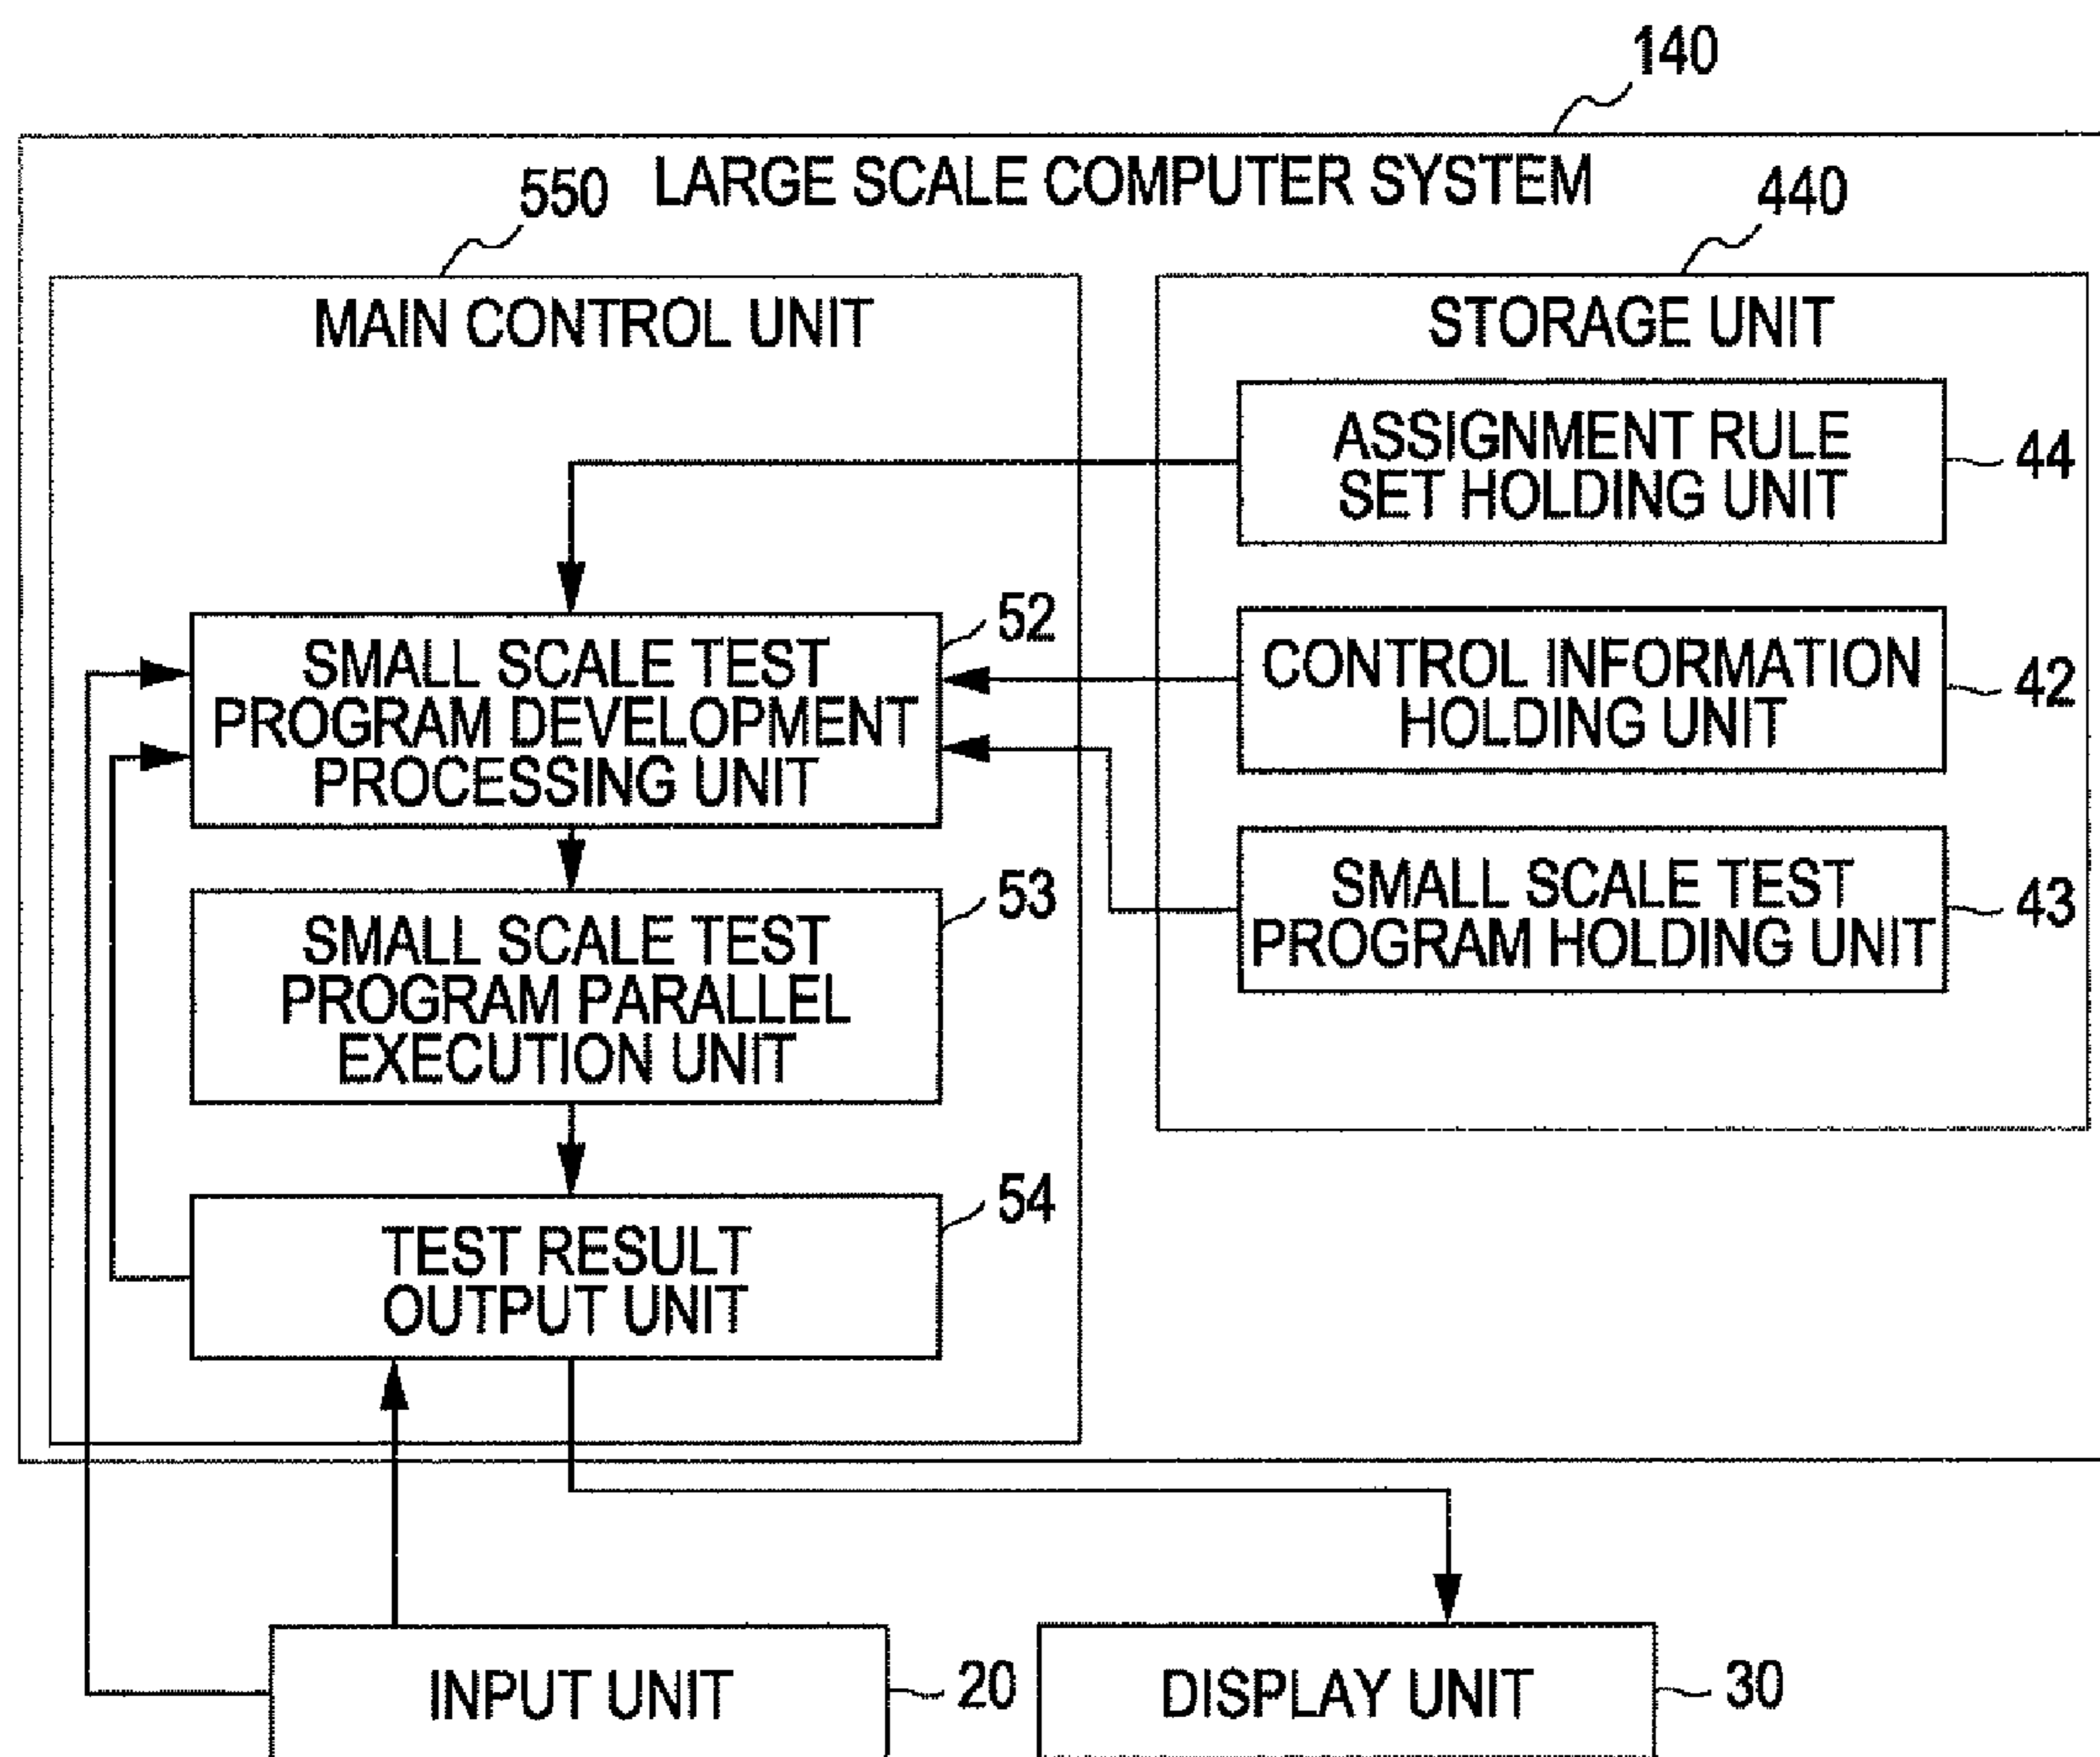 140
LARGE SCALE COMPUTER SYSTEM
550
440
MAIN CONTROL UNIT
STORAGE UNIT
ASSIGNMENT RULE
SET HOLDING UNIT
44
52
SMALL SCALE TEST
PROGRAM DEVELOPMENT
PROCESSING UNIT
CONTROL INFORMATION
HOLDING UNIT
42
53
SMALL SCALE TEST
PROGRAM PARALLEL
EXECUTION UNIT
SMALL SCALE TEST
PROGRAM HOLDING UNIT
43
54
TEST RESULT
OUTPUT UNIT
INPUT UNIT
20
DISPLAY UNIT
30